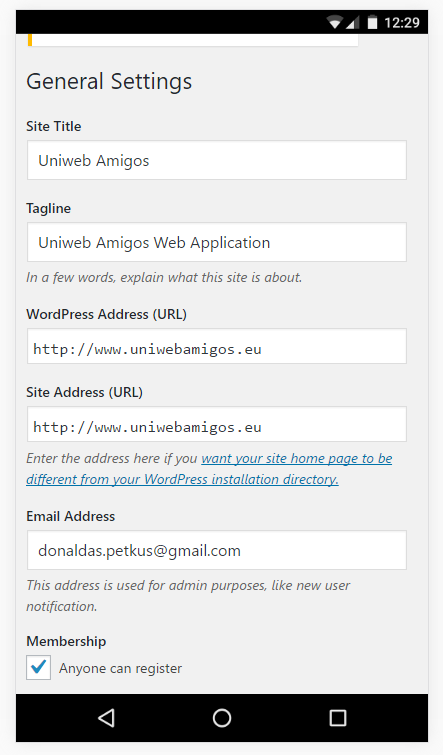 12:29
General Settings
Site Title
Uniweb Amigos
Tagline
Uniweb Amigos Web Application
In a few words, explain what this site is about.
WordPress Address (URL)
http://www.uniwebamigos.eu
Site Address (URL)
http://www.uniwebamigos.eu
Enter the address here if you want your site home page to be
different from your WordPress installation directory.
Email Address
donaldas.petkus@gmail.com
This address is used for admin purposes, like new user
notification.
Membership
Anyone can register